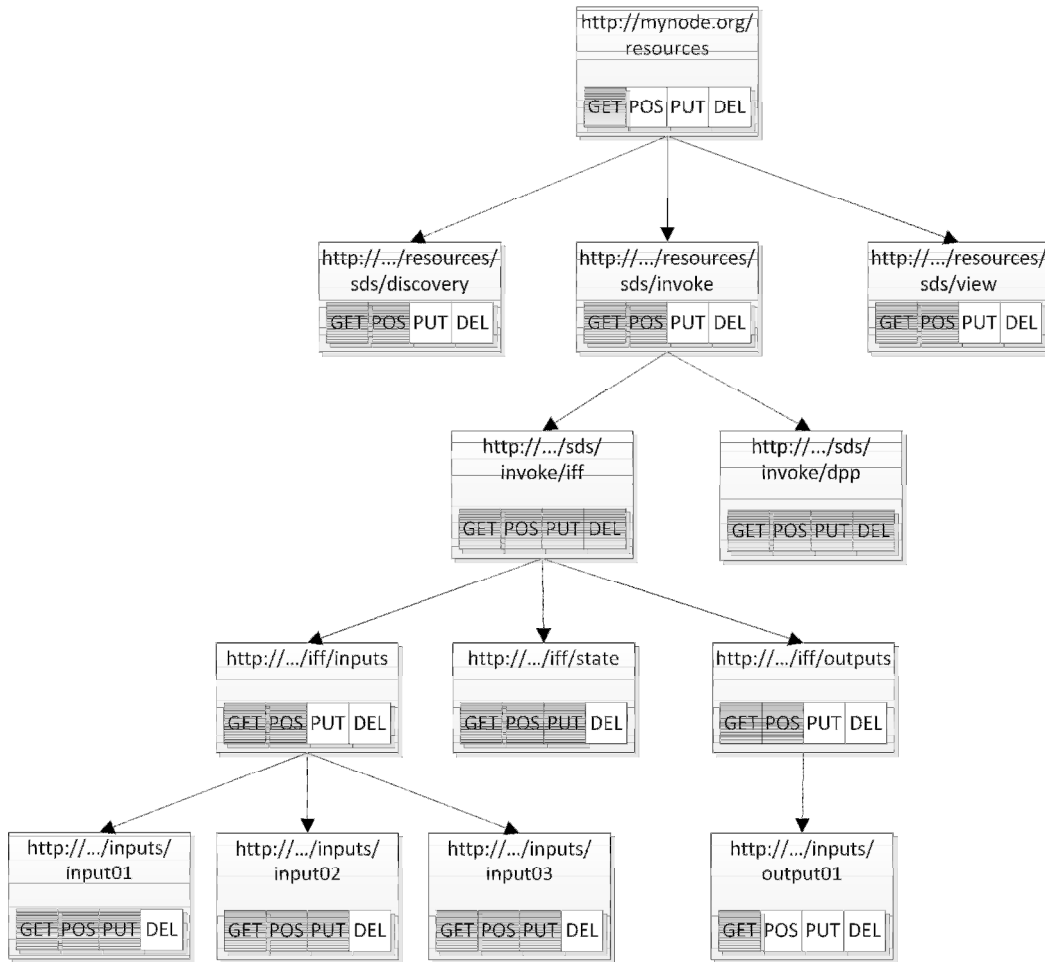 http://mynode.org/
resources
GET POS PUT DEL
http://.../resources/
sds/discovery
GET POS PUT DEL
http://.../resources/
sds/invoke
GET POS PUT DEL
http://.../resources/
sds/view
GET POS PUT DEL
http://.../sds/
invoke/iff
GET POS PUT DEL
http://.../sds/
invoke/dpp
GET POS PUT DEL
http://.../iff/inputs
GET POS PUT DEL
http://.../iff/state
GET POS PUT DEL
http://.../iff/outputs
GET POS PUT DEL
http://.../inputs/
input01
GET POS PUT DEL
http://.../inputs/
input02
GET POS PUT DEL
http://.../inputs/
input03
GET POS PUT DEL
http://.../inputs/
output01
GET POS PUT DEL